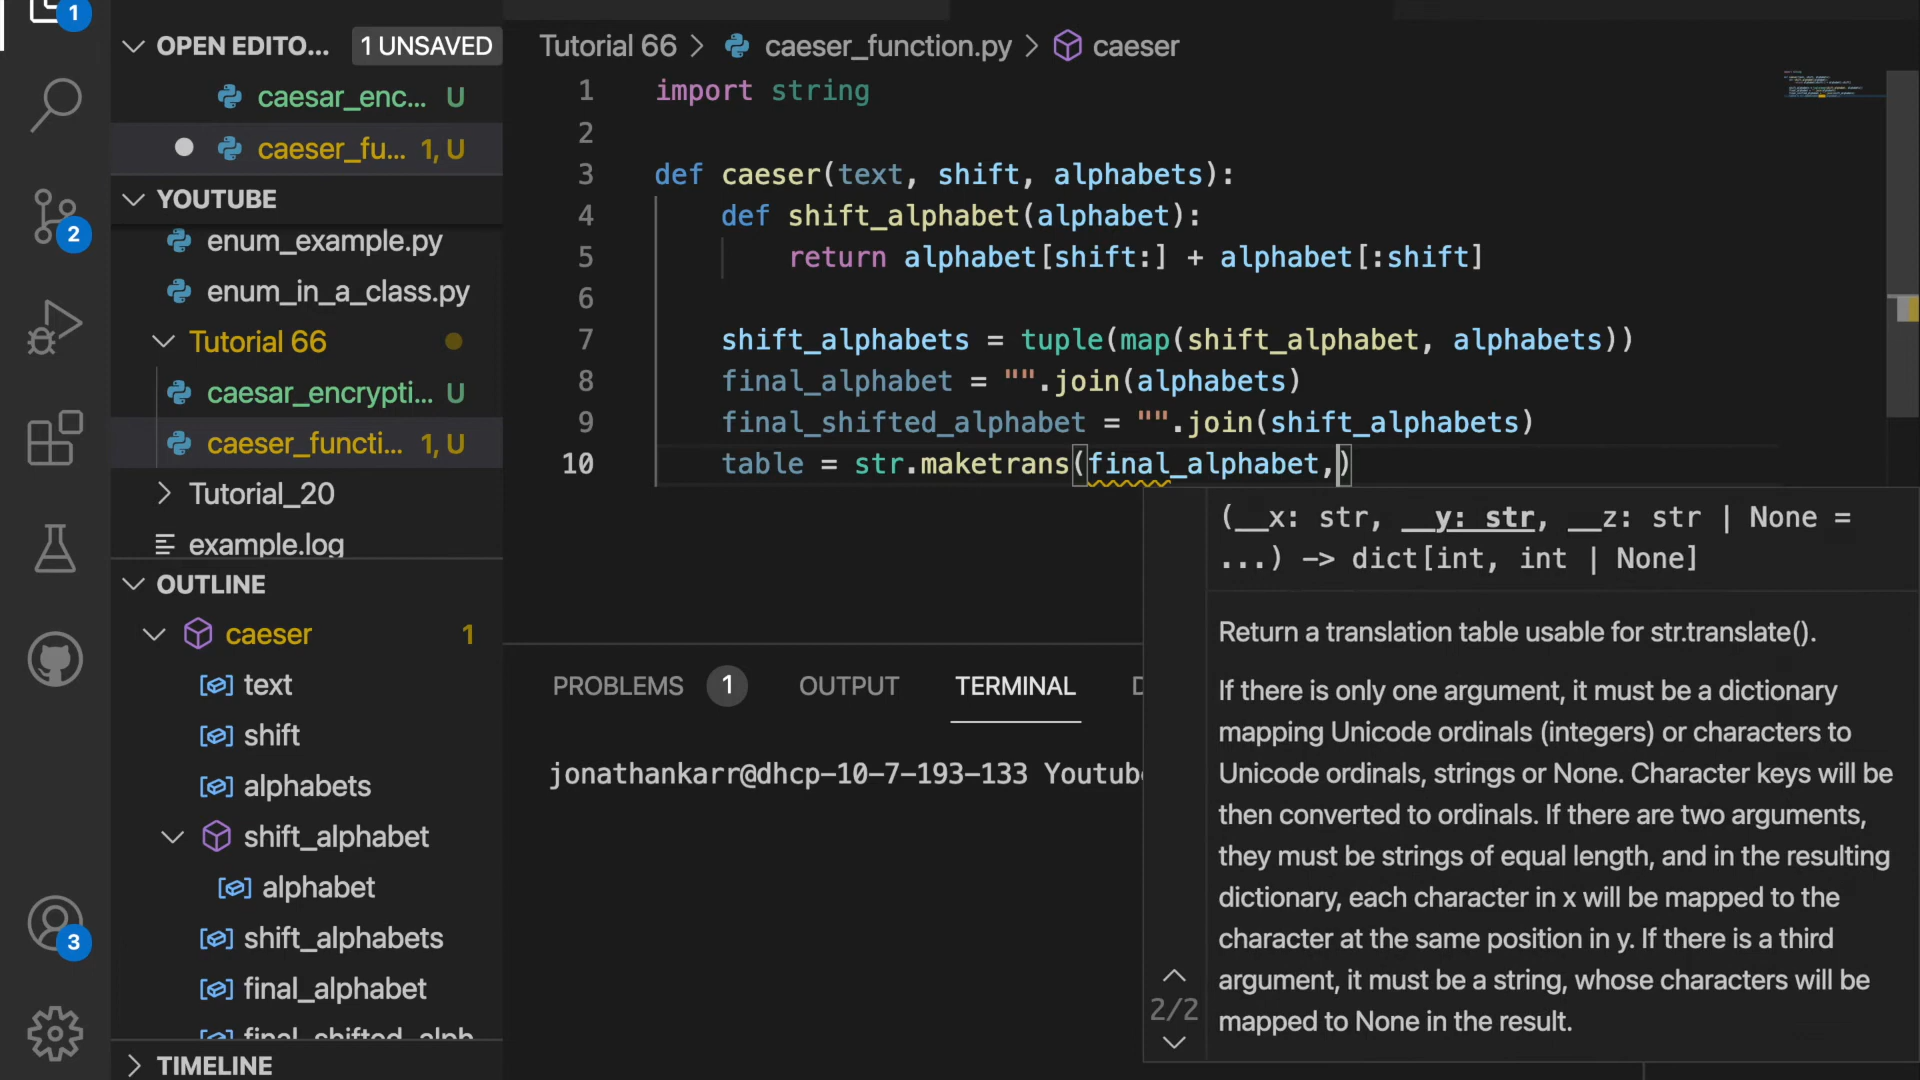 1
OPEN EDITO... 1 UNSAVED
caesar_enc... U
caeser_fu... 1, U
YOUTUBE
2
enum_example.py
enum_in_a_class.py
Tutorial 66
caesar_encrypti... U
caeser_functi... 1, U
Tutorial_20
example.log
OUTLINE
caeser 1
text
shift
alphabets
shift_alphabet
alphabet
3
shift_alphabets
final_alphabet
final_shifted_alph
TIMELINE
Tutorial 66 > caeser_function.py > caeser
1 import string
2
3 def caeser(text, shift, alphabets):
4 def shift_alphabet(alphabet):
5 return alphabet[shift:] + alphabet[:shift]
6
7 shift_alphabets = tuple(map(shift_alphabet, alphabets))
8 final_alphabet = "".join(alphabets)
9 final_shifted_alphabet = "".join(shift_alphabets)
10 table = str.maketrans(final_alphabet,)
(__x: str, __y: str, __z: str | None =
...) -> dict[int, int | None]
Return a translation table usable for str.translate().
If there is only one argument, it must be a dictionary
mapping Unicode ordinals (integers) or characters to
Unicode ordinals, strings or None. Character keys will be
then converted to ordinals. If there are two arguments,
they must be strings of equal length, and in the resulting
dictionary, each character in x will be mapped to the
character at the same position in y. If there is a third
argument, it must be a string, whose characters will be
mapped to None in the result.
2/2
PROBLEMS 1 OUTPUT TERMINAL
jonathankarr@dhcp-10-7-193-133 Youtube